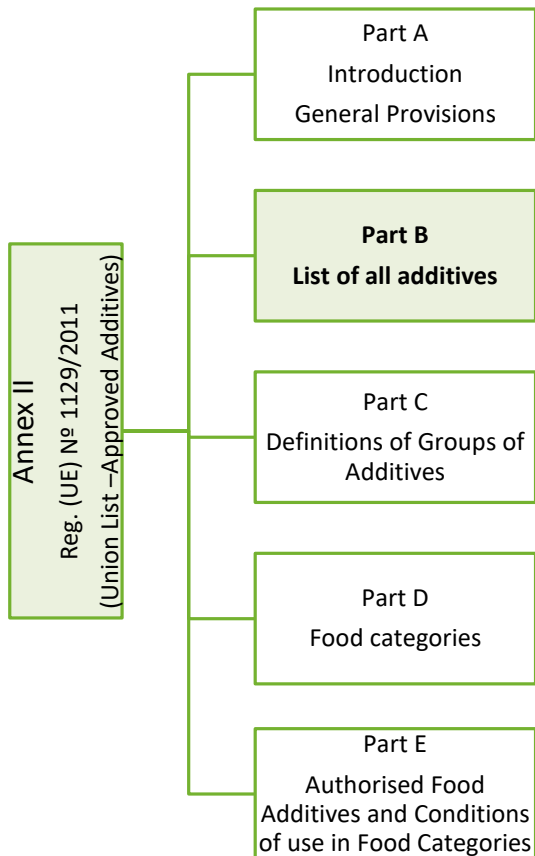 Annex II
Reg. (UE) Nº 1129/2011
(Union List –Approved Additives)
Part A
Introduction
General Provisions
Part B
List of all additives
Part C
Definitions of Groups of
Additives
Part D
Food categories
Part E
Authorised Food
Additives and Conditions
of use in Food Categories